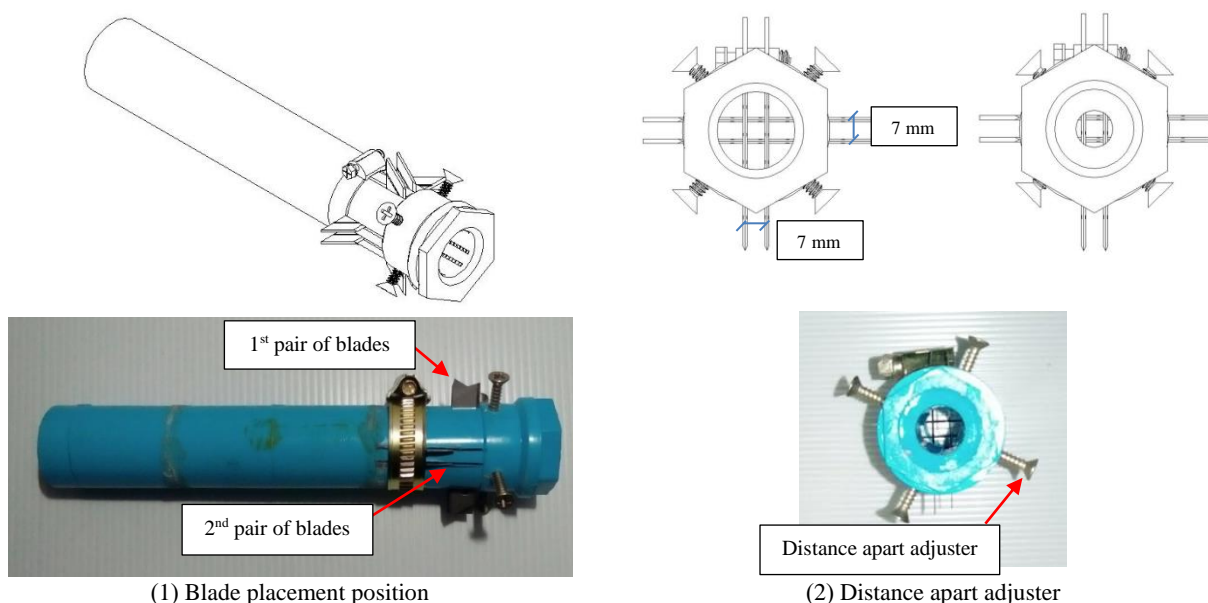 7 mm
7 mm
1st pair of blades
2nd pair of blades
Distance apart adjuster
(1) Blade placement position
(2) Distance apart adjuster